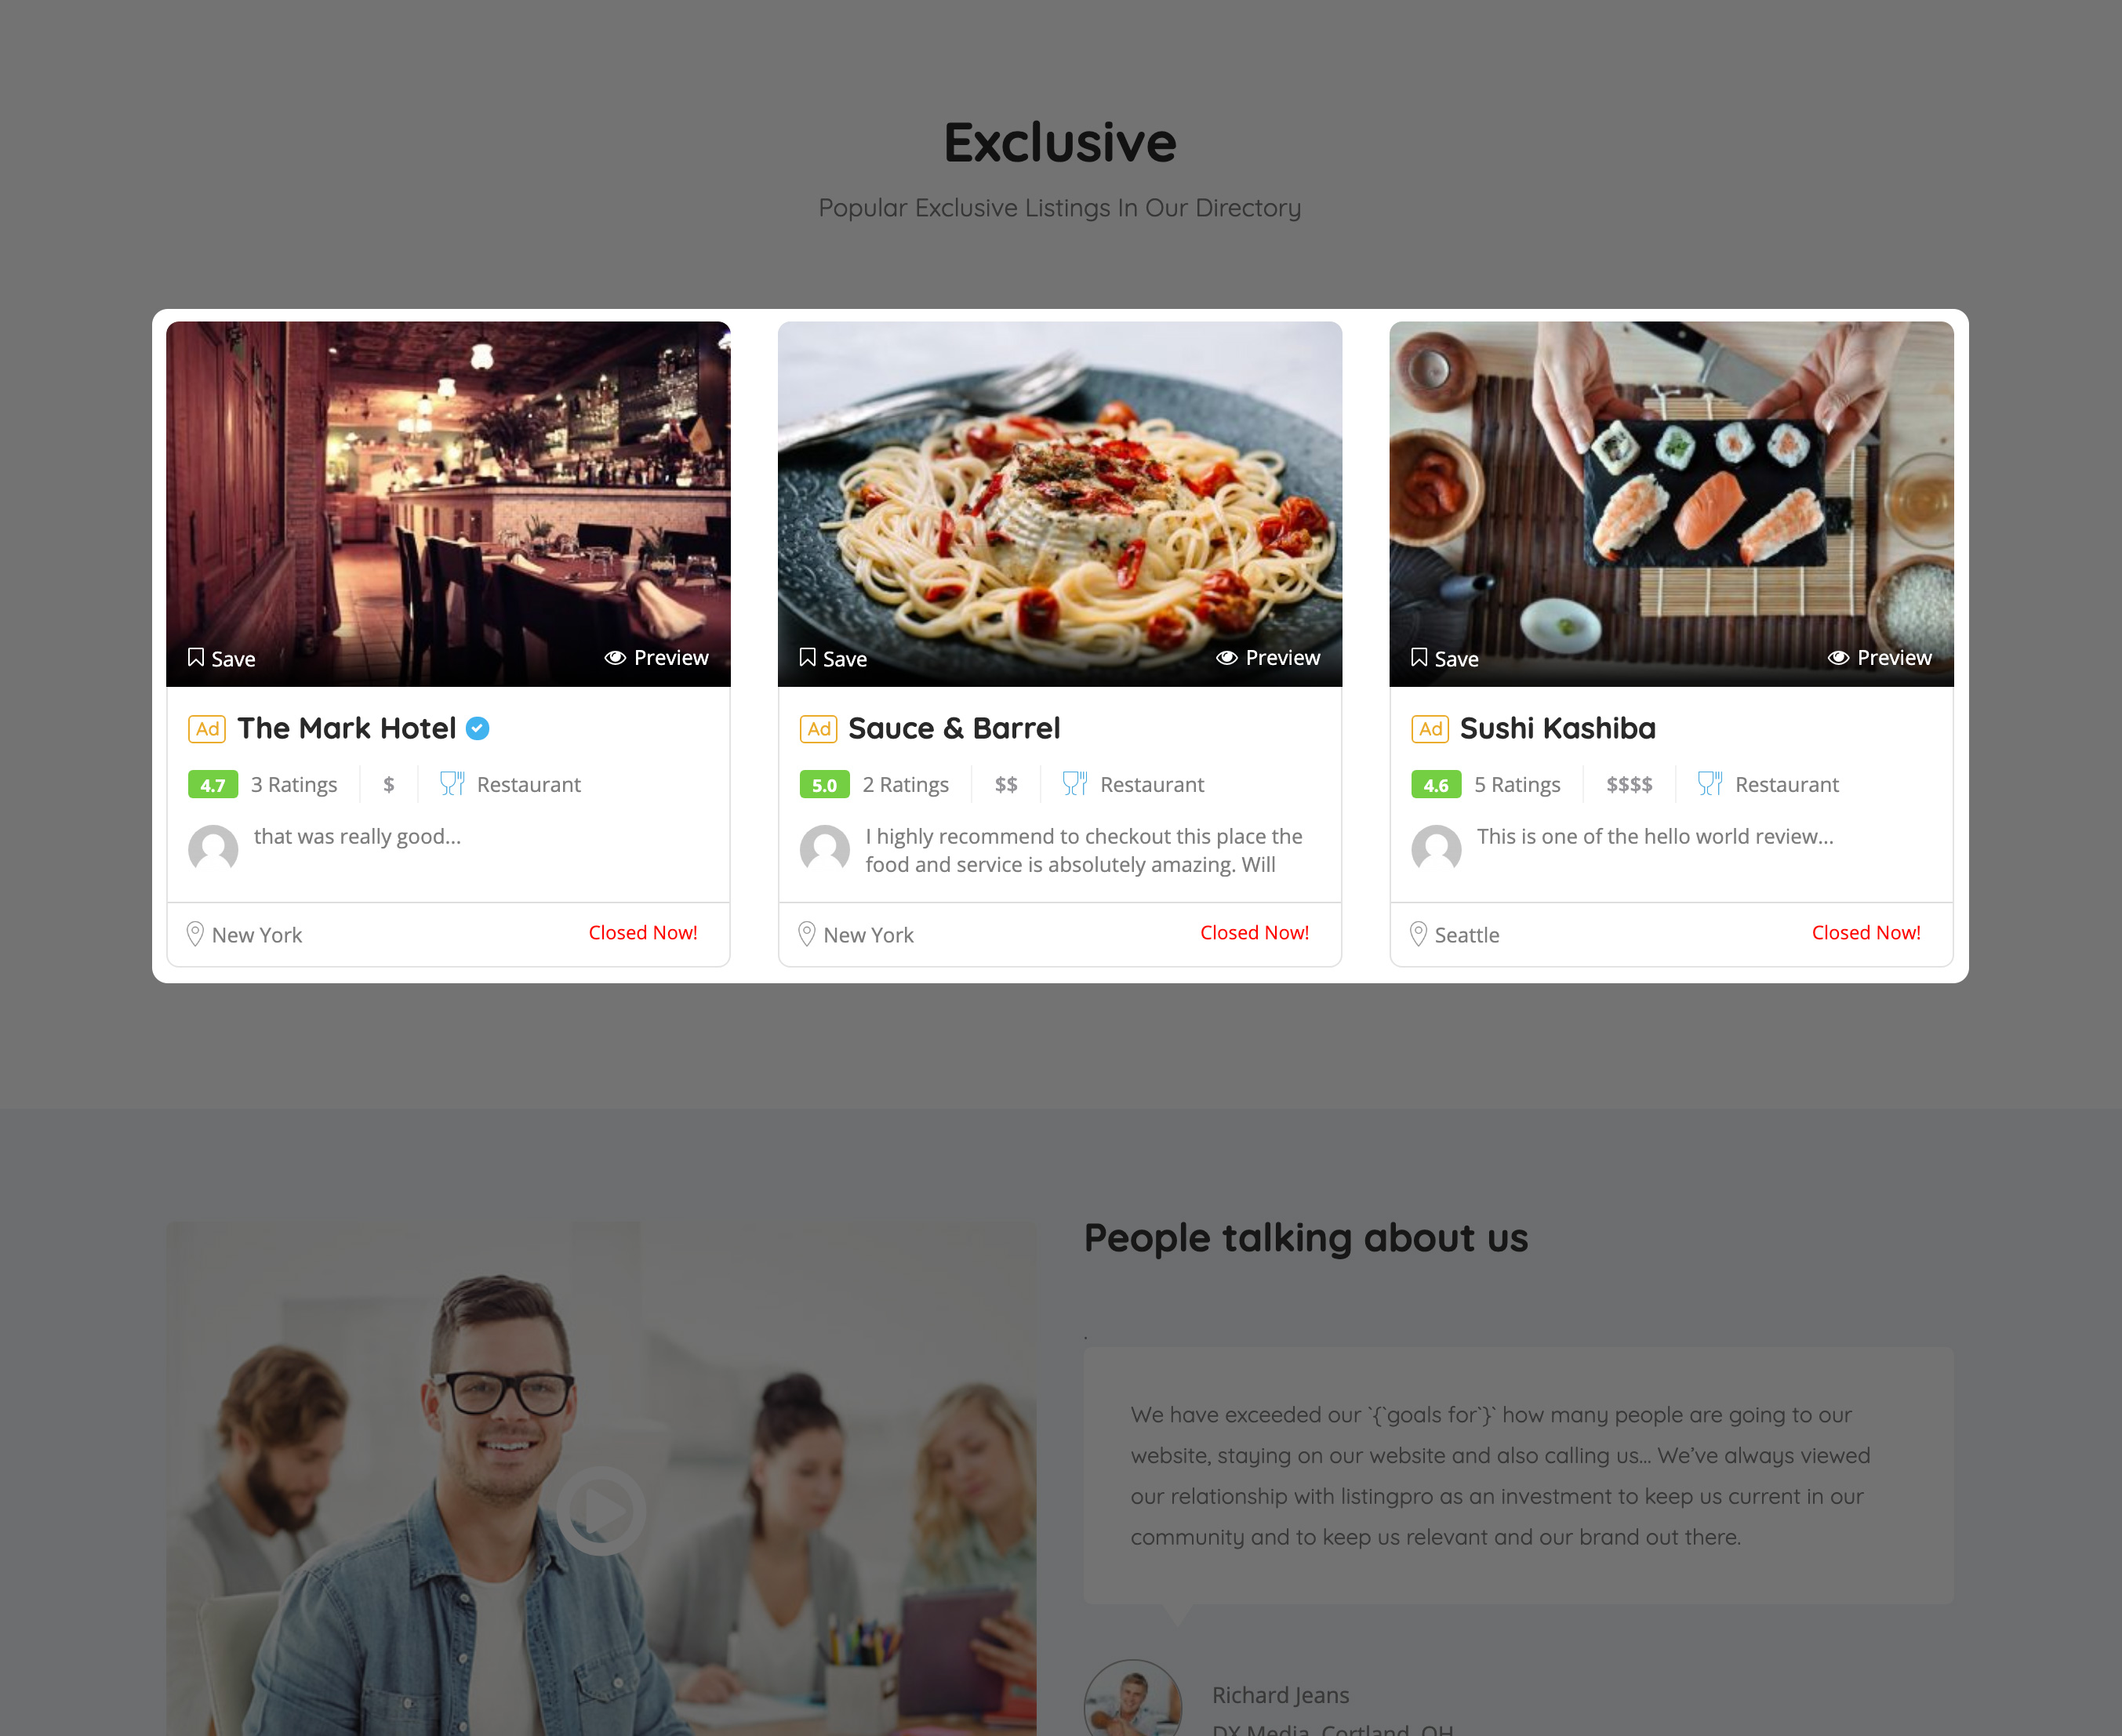 Exclusive
Popular Exclusive Listings In Our Directory
Save
Preview
Ad The Mark Hotel
4.7 3 Ratings $ Restaurant
that was really good...
New York
Closed Now!
Save
Preview
Ad Sauce & Barrel
5.0 2 Ratings $$ Restaurant
I highly recommend to checkout this place the
food and service is absolutely amazing. Will
New York
Closed Now!
Save
Preview
Ad Sushi Kashiba
4.6 5 Ratings $$$$ Restaurant
This is one of the hello world review...
Seattle
Closed Now!
People talking about us
.
We have exceeded our `{`goals for`}` how many people are going to our
website, staying on our website and also calling us... We’ve always viewed
our relationship with listingpro as an investment to keep us current in our
community and to keep us relevant and our brand out there.
Richard Jeans
DX Media, Cortland, OH